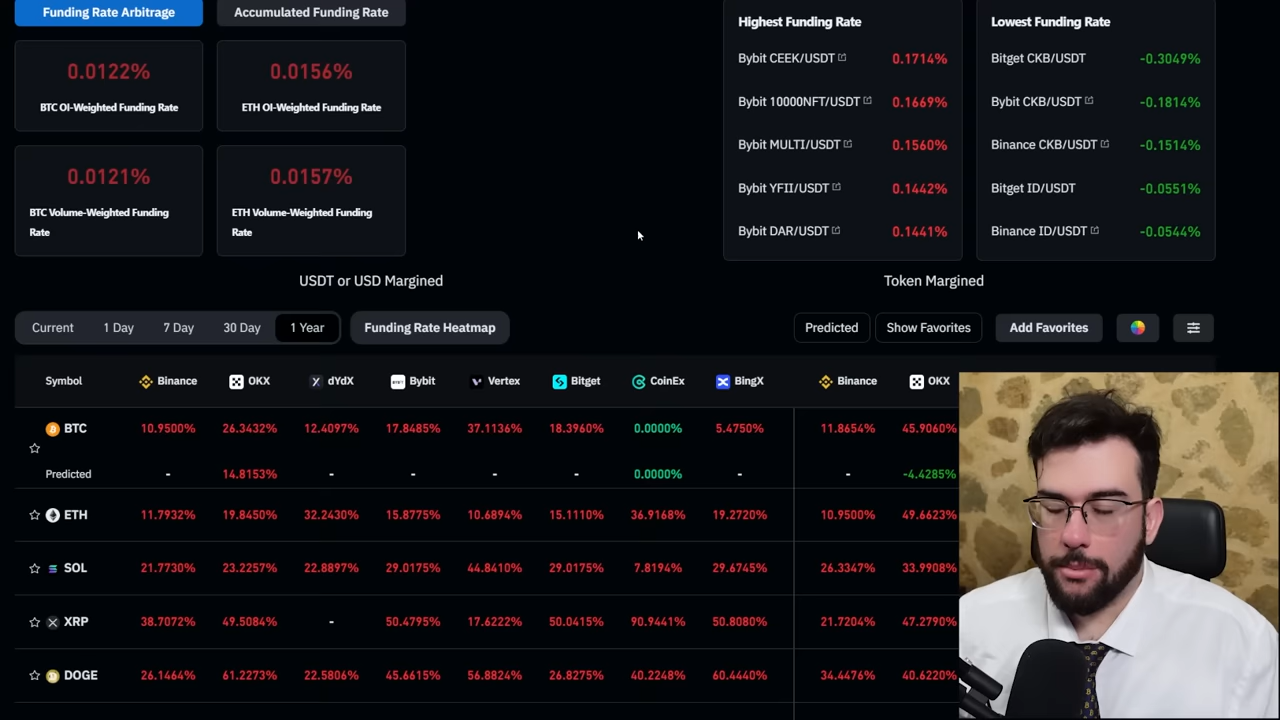 Funding Rate Arbitrage Accumulated Funding Rate
0.0122%
BTC OI-Weighted Funding Rate
0.0156%
ETH OI-Weighted Funding Rate
0.0121%
BTC Volume-Weighted Funding
Rate
0.0157%
ETH Volume-Weighted Funding
Rate
Highest Funding Rate
Bybit CEEK/USDT 0.1714%
Bybit 10000NFT/USDT 0.1669%
Bybit MULTI/USDT 0.1560%
Bybit YFII/USDT 0.1442%
Bybit DAR/USDT 0.1441%
Lowest Funding Rate
Bitget CKB/USDT -0.3049%
Bybit CKB/USDT -0.1814%
Binance CKB/USDT -0.1514%
Bitget ID/USDT -0.0551%
Binance ID/USDT -0.0544%
USDT or USD Margined Token Margined
Current 1 Day 7 Day 30 Day 1 Year Funding Rate Heatmap Predicted Show Favorites Add Favorites
Symbol Binance OKX dYdX Bybit Vertex Bitget CoinEx BingX Binance OKX
BTC 10.9500% 26.3432% 12.4097% 17.8485% 37.1136% 18.3960% 0.0000% 5.4750% 11.8654% 45.9060%
Predicted - 14.8153% - - - - 0.0000% - - -4.4285%
ETH 11.7932% 19.8450% 32.2430% 15.8775% 10.6894% 15.1110% 36.9168% 19.2720% 10.9500% 49.6623%
SOL 21.7730% 23.2257% 22.8897% 29.0175% 44.8410% 29.0175% 7.8194% 29.6745% 26.3347% 33.9908%
XRP 38.7072% 49.5084% - 50.4795% 17.6222% 50.0415% 90.9441% 50.8080% 21.7204% 47.2790%
DOGE 26.1464% 61.2273% 22.5806% 45.6615% 56.8824% 26.8275% 40.2248% 60.4440% 34.4476% 40.6220%